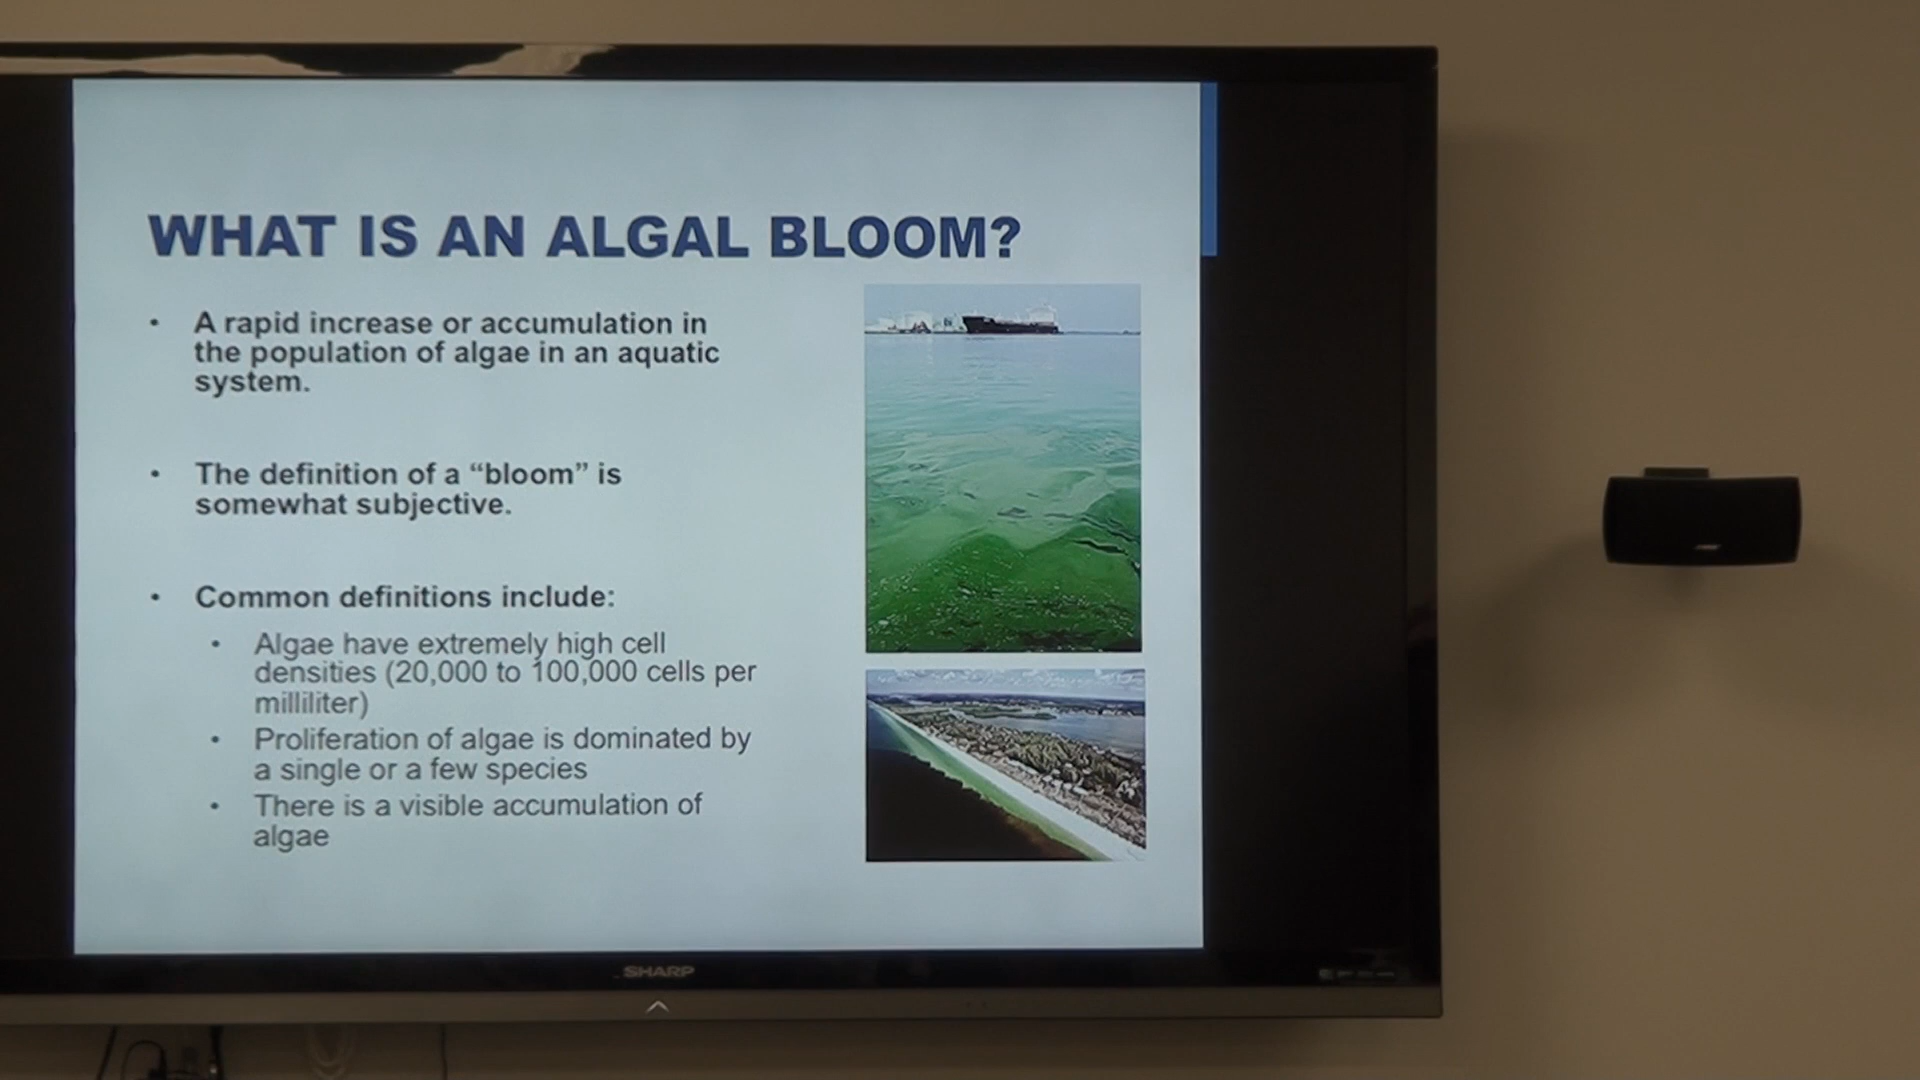 WHAT IS AN ALGAL BLOOM?
• A rapid increase or accumulation in
the population of algae in an aquatic
system.
• The definition of a “bloom” is
somewhat subjective.
• Common definitions include:
• Algae have extremely high cell
densities (20,000 to 100,000 cells per
milliliter)
• Proliferation of algae is dominated by
a single or a few species
• There is a visible accumulation of
algae
SHARP